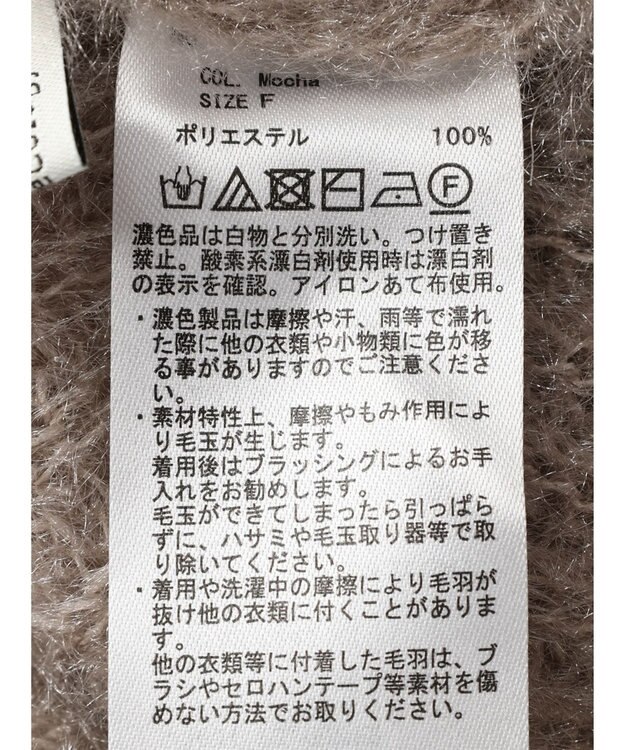 COL. Mocha
SIZE F
ポリエステル 100%
F
濃色品は白物と分別洗い。つけ置き
禁止。酸素系漂白剤使用時は漂白剤
の表示を確認。アイロンあて布使用。
・濃色製品は摩擦や汗、雨等で濡れ
た際に他の衣類や小物類に色が移
る事がありますのでご注意くださ
い。
・素材特性上、摩擦やもみ作用によ
り毛玉が生じます。
着用後はブラッシングによるお手
入れをお勧めします。
毛玉ができてしまったら引っぱら
ずに、ハサミや毛玉取り器等で取
り除いてください。
・着用や洗濯中の摩擦により毛羽が
抜け他の衣類に付くことがありま
す。
他の衣類等に付着した毛羽は、ブ
ラシやセロハンテープ等素材を傷
めない方法でお取りください。